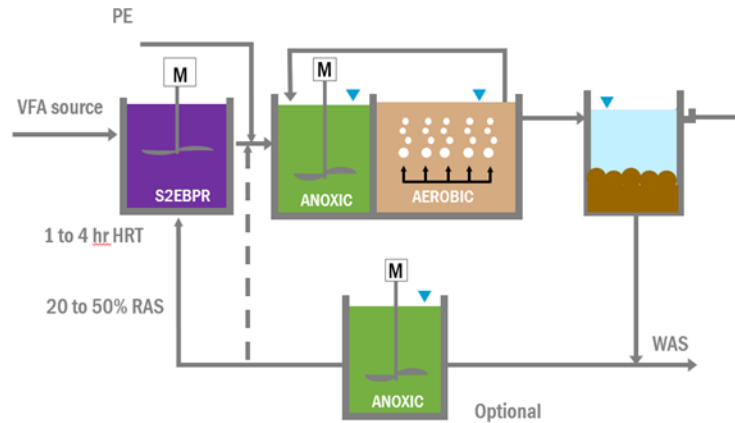 PE
M
M
VFA source
S2EBPR
ANOXIC
AEROBIC
1 to 4 hr HRT
M
20 to 50% RAS
WAS
ANOXIC
Optional